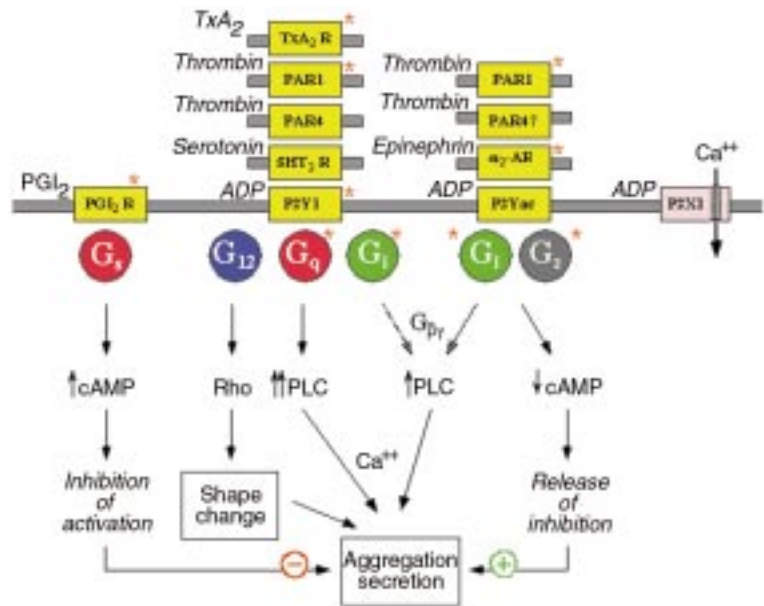 TxA2
TxA2 R
*
Thrombin
PAR1
*
Thrombin
PAR1
*
Thrombin
PAR4
Thrombin
PAR4?
Serotonin
5HT2 R
Epinephrin
α2-AR
*
Ca++
PGI2
PGI2 R
*
ADP
P2Y1
*
ADP
P2Yac
ADP
Gs
G12
Gq
*
Gi
*
*
Gi
Gz
*
Gβγ
↑cAMP
Rho
↑↑PLC
↑PLC
↓cAMP
Ca++
Inhibition
of
activation
Shape
change
Release
of
inhibition
−
Aggregation
secretion
+